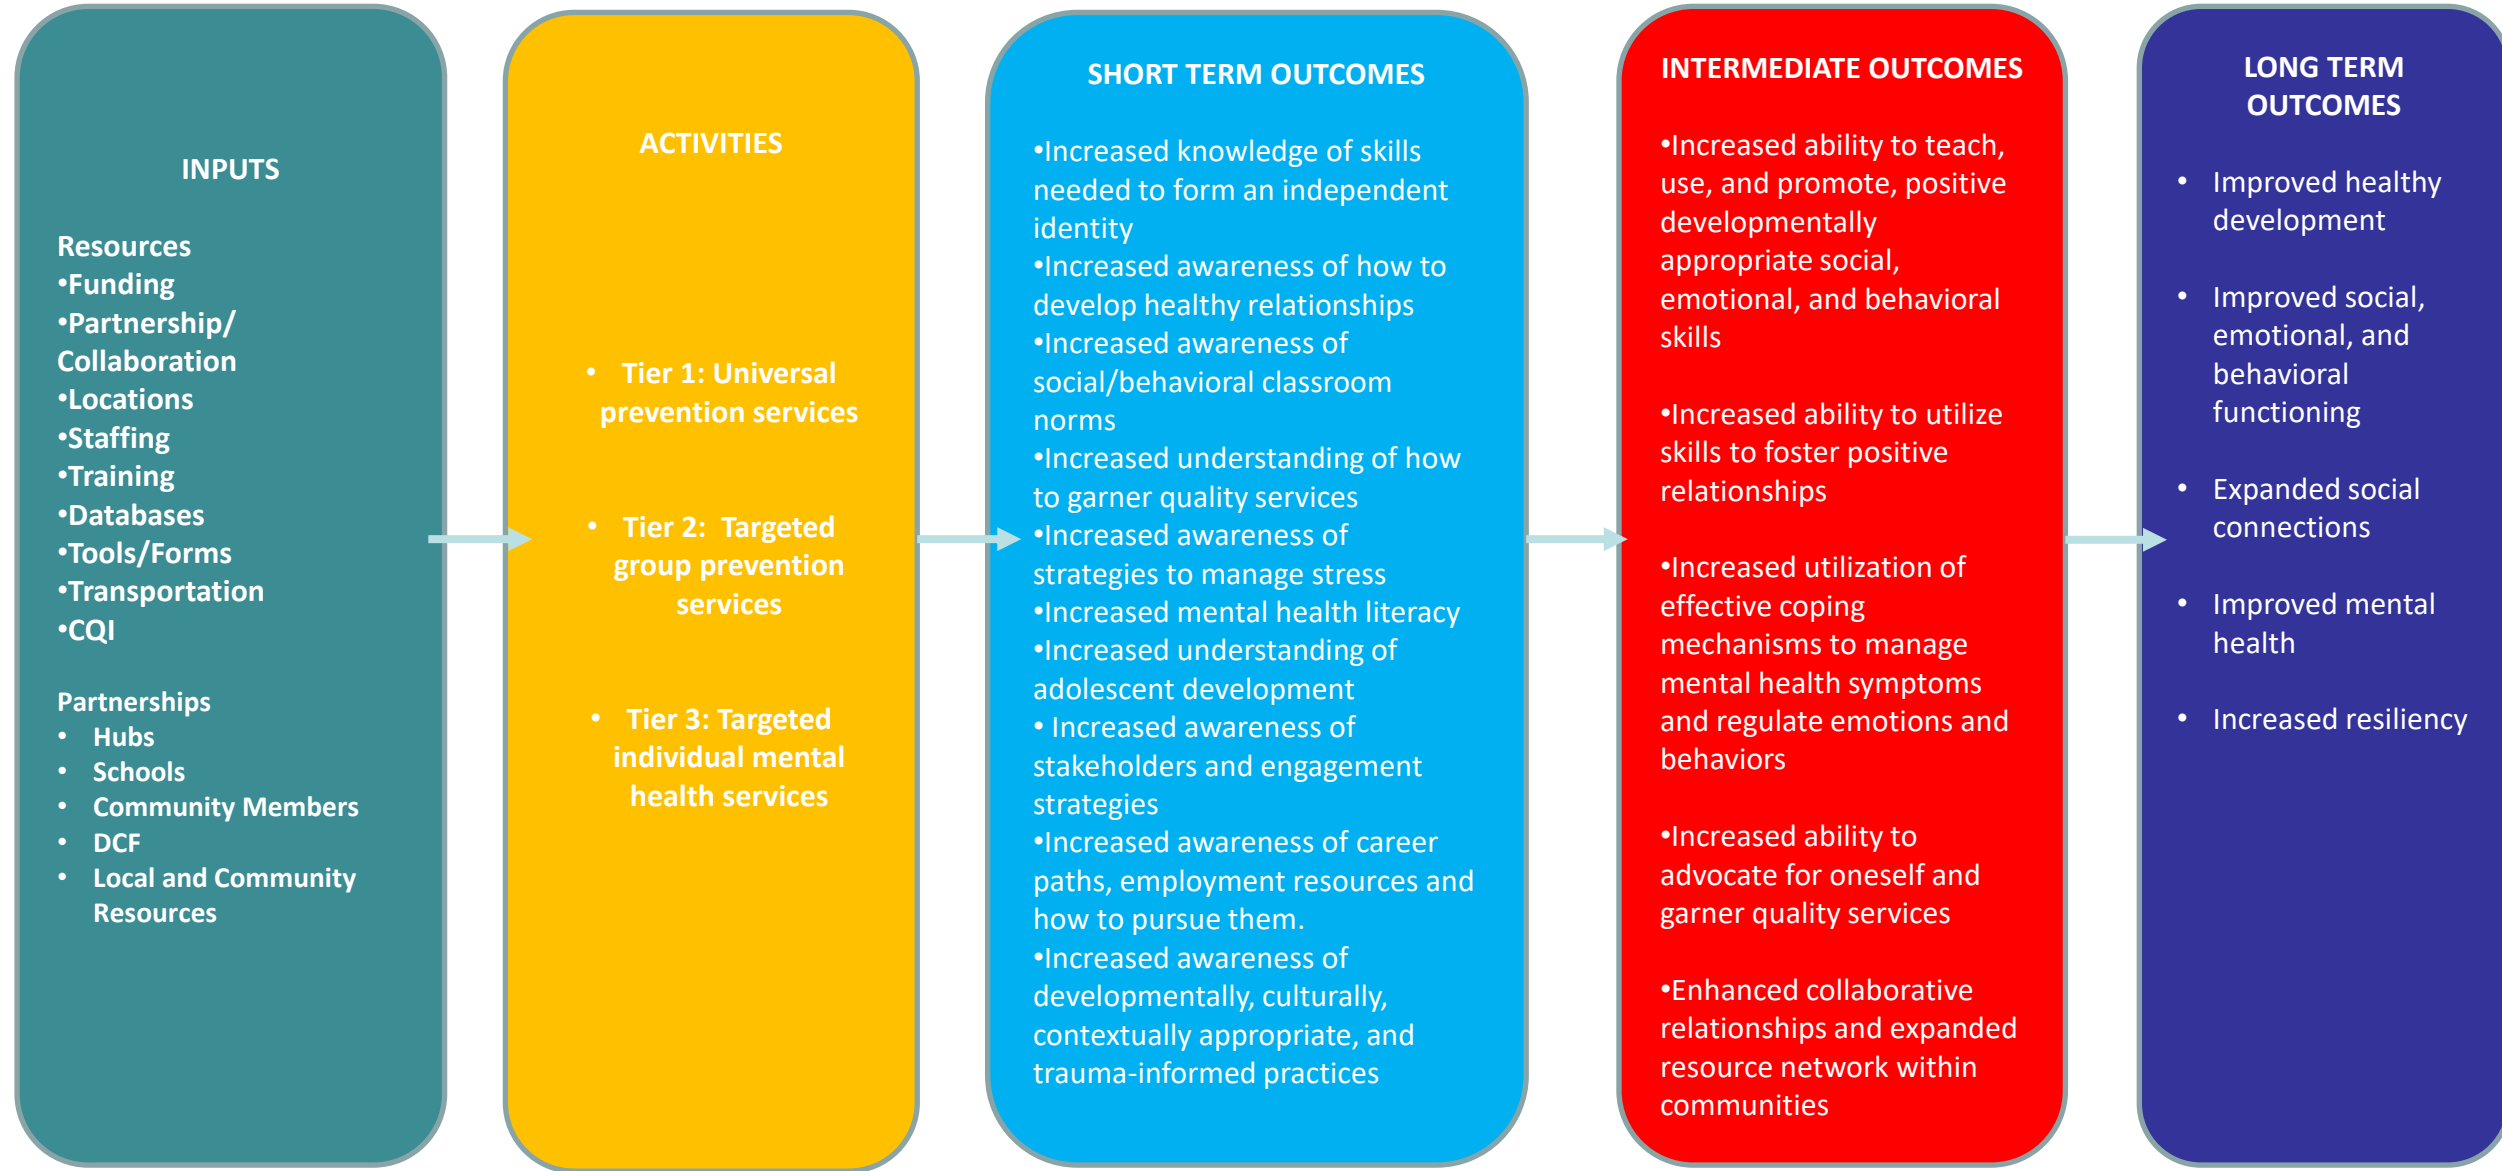 INPUTS
Resources
•Funding
•Partnership/
Collaboration
•Locations
•Staffing
•Training
•Databases
•Tools/Forms
•Transportation
•CQI
Partnerships
• Hubs
• Schools
• Community Members
• DCF
• Local and Community
Resources
ACTIVITIES
• Tier 1: Universal
prevention services
• Tier 2: Targeted
group prevention
services
• Tier 3: Targeted
individual mental
health services
SHORT TERM OUTCOMES
•Increased knowledge of skills
needed to form an independent
identity
•Increased awareness of how to
develop healthy relationships
•Increased awareness of
social/behavioral classroom
norms
•Increased understanding of how
to garner quality services
•Increased awareness of
strategies to manage stress
•Increased mental health literacy
•Increased understanding of
adolescent development
• Increased awareness of
stakeholders and engagement
strategies
•Increased awareness of career
paths, employment resources and
how to pursue them.
•Increased awareness of
developmentally, culturally,
contextually appropriate, and
trauma-informed practices
INTERMEDIATE OUTCOMES
•Increased ability to teach,
use, and promote, positive
developmentally
appropriate social,
emotional, and behavioral
skills
•Increased ability to utilize
skills to foster positive
relationships
•Increased utilization of
effective coping
mechanisms to manage
mental health symptoms
and regulate emotions and
behaviors
•Increased ability to
advocate for oneself and
garner quality services
•Enhanced collaborative
relationships and expanded
resource network within
communities
LONG TERM
OUTCOMES
• Improved healthy
development
• Improved social,
emotional, and
behavioral
functioning
• Expanded social
connections
• Improved mental
health
• Increased resiliency